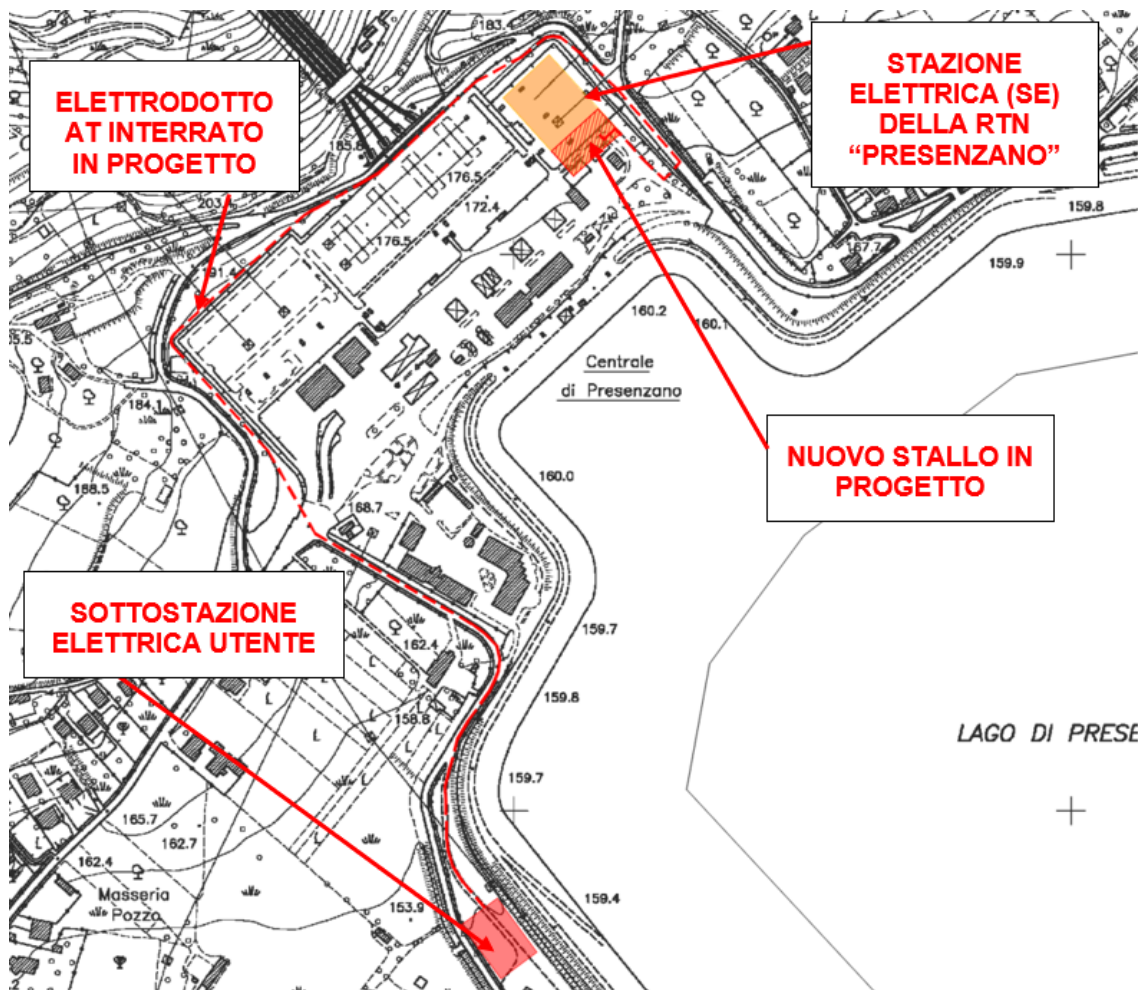 183.4
ELETTRODOTTO
AT INTERRATO
IN PROGETTO
STAZIONE
ELETTRICA (SE)
DELLA RTN
“PRESENZANO”
185.8
176.5
172.4
203.
176.5
159.8
167.7
159.9
191.4
160.2
160.1
Centrale
di Presenzano
184.1
NUOVO STALLO IN
PROGETTO
188.5
160.0
168.7
SOTTOSTAZIONE
ELETTRICA UTENTE
162.4
159.7
159.8
158.8
LAGO DI PRESE
159.7
165.7
162.7
162.4
Masseria
Pozzo
153.9
159.4